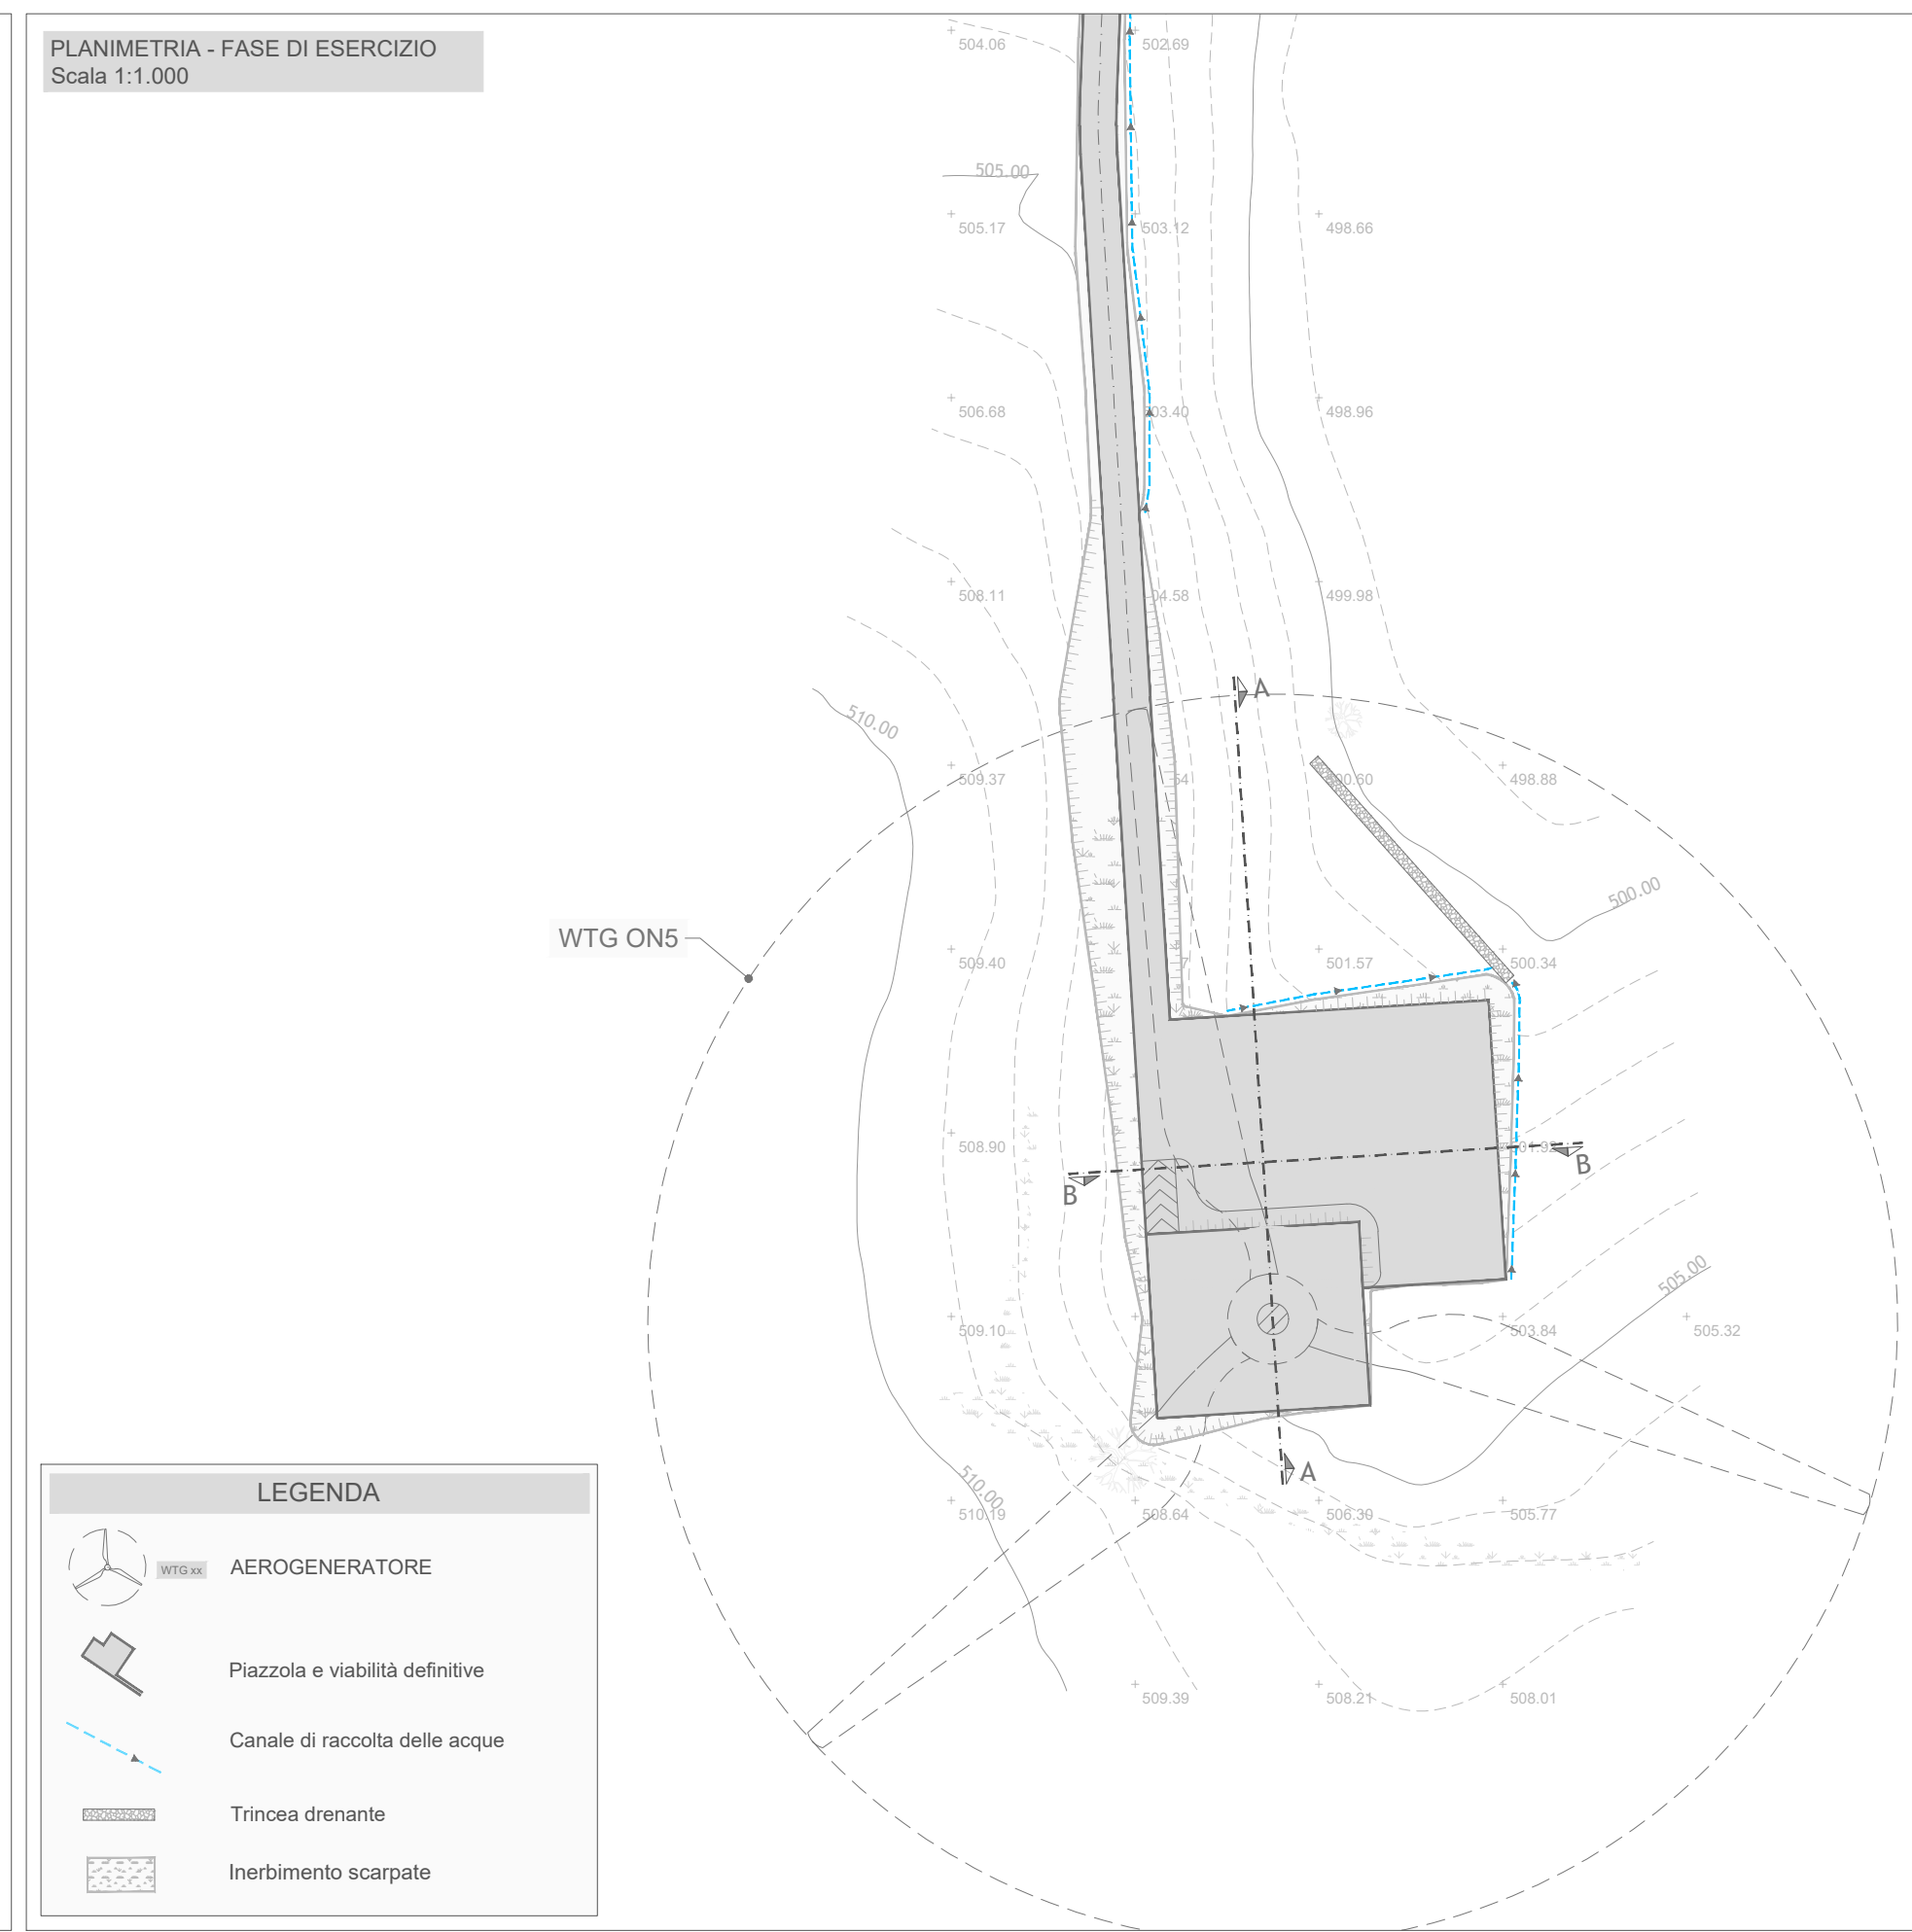 PLANIMETRIA - FASE DI ESERCIZIO
Scala 1:1.000
504.06
502.69
505.00
505.17
503.12
498.66
506.68
498.96
508.11
499.98
A
510.00
509.37
498.88
500.00
WTG ON5
509.40
501.57
500.34
508.90
B
B
505.00
509.10
503.84
505.32
A
510.00
510.19
508.64
506.39
505.77
509.39
508.21
508.01
LEGENDA
WTG xx
AEROGENERATORE
Piazzola e viabilità definitive
Canale di raccolta delle acque
Trincea drenante
Inerbimento scarpate